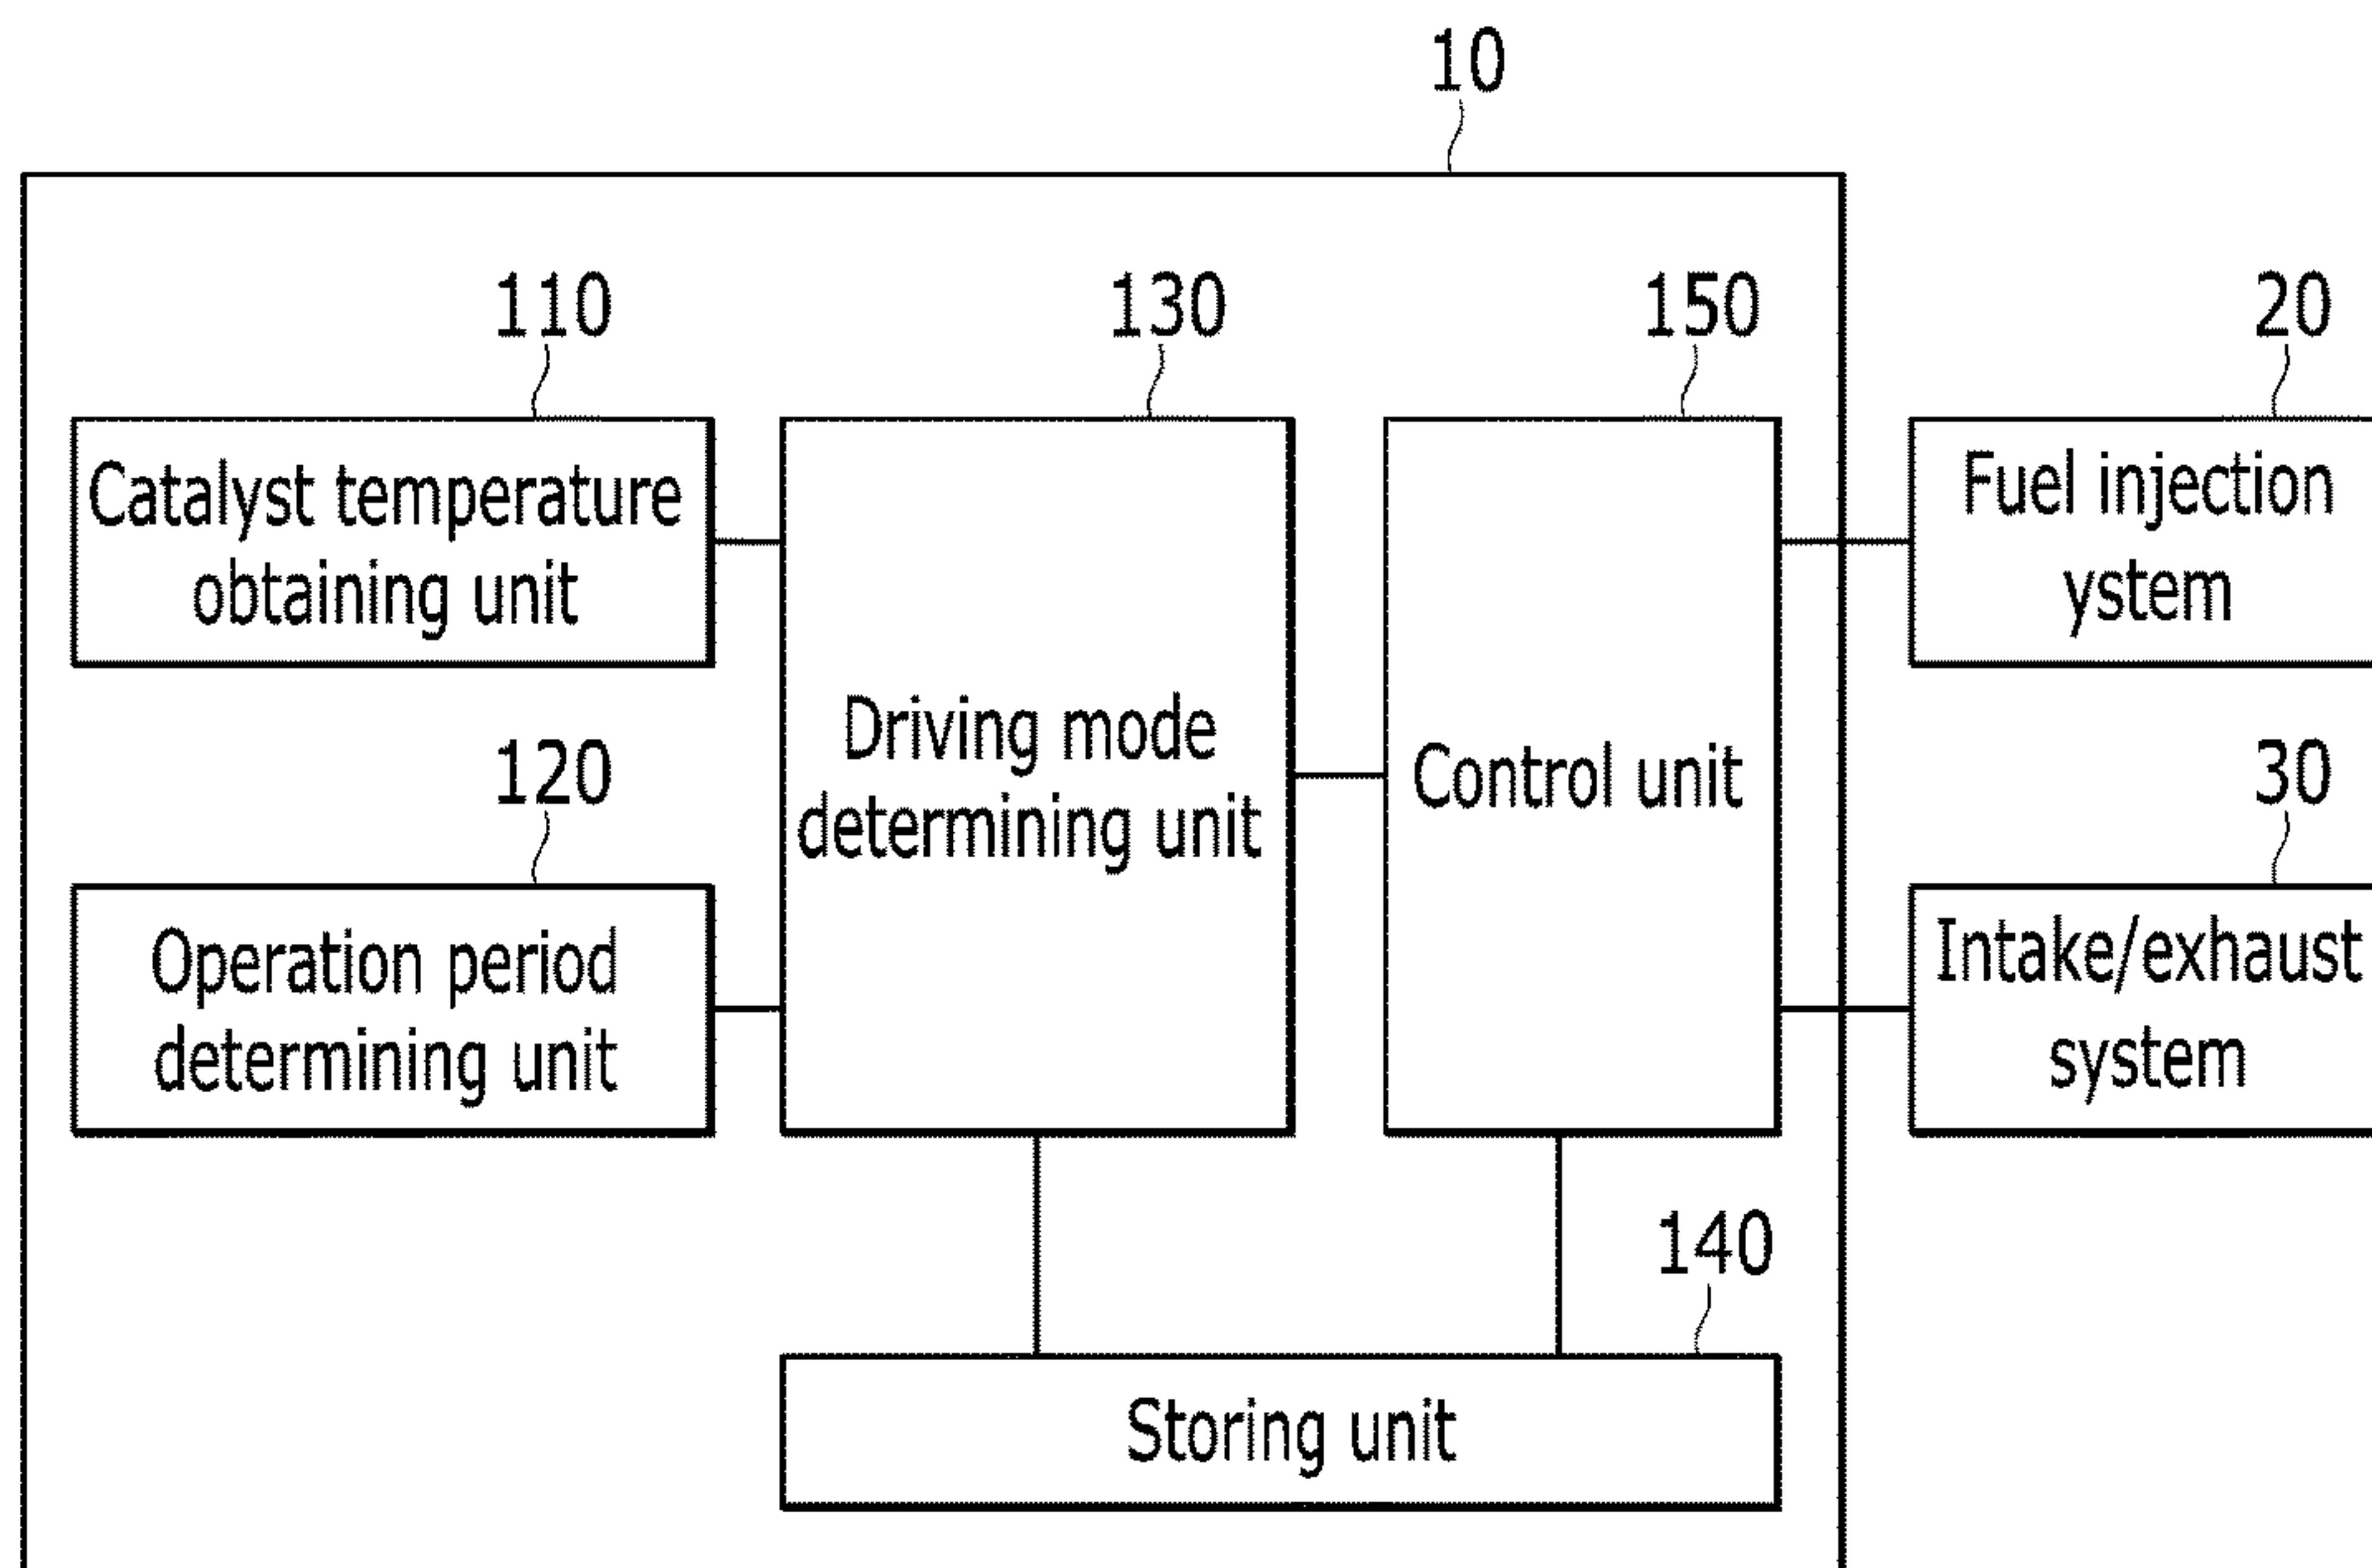 10
110
130
150
20
Catalyst temperature
obtaining unit
Driving mode
determining unit
Control unit
Fuel injection
ystem
120
30
Operation period
determining unit
Intake/exhaust
system
140
Storing unit